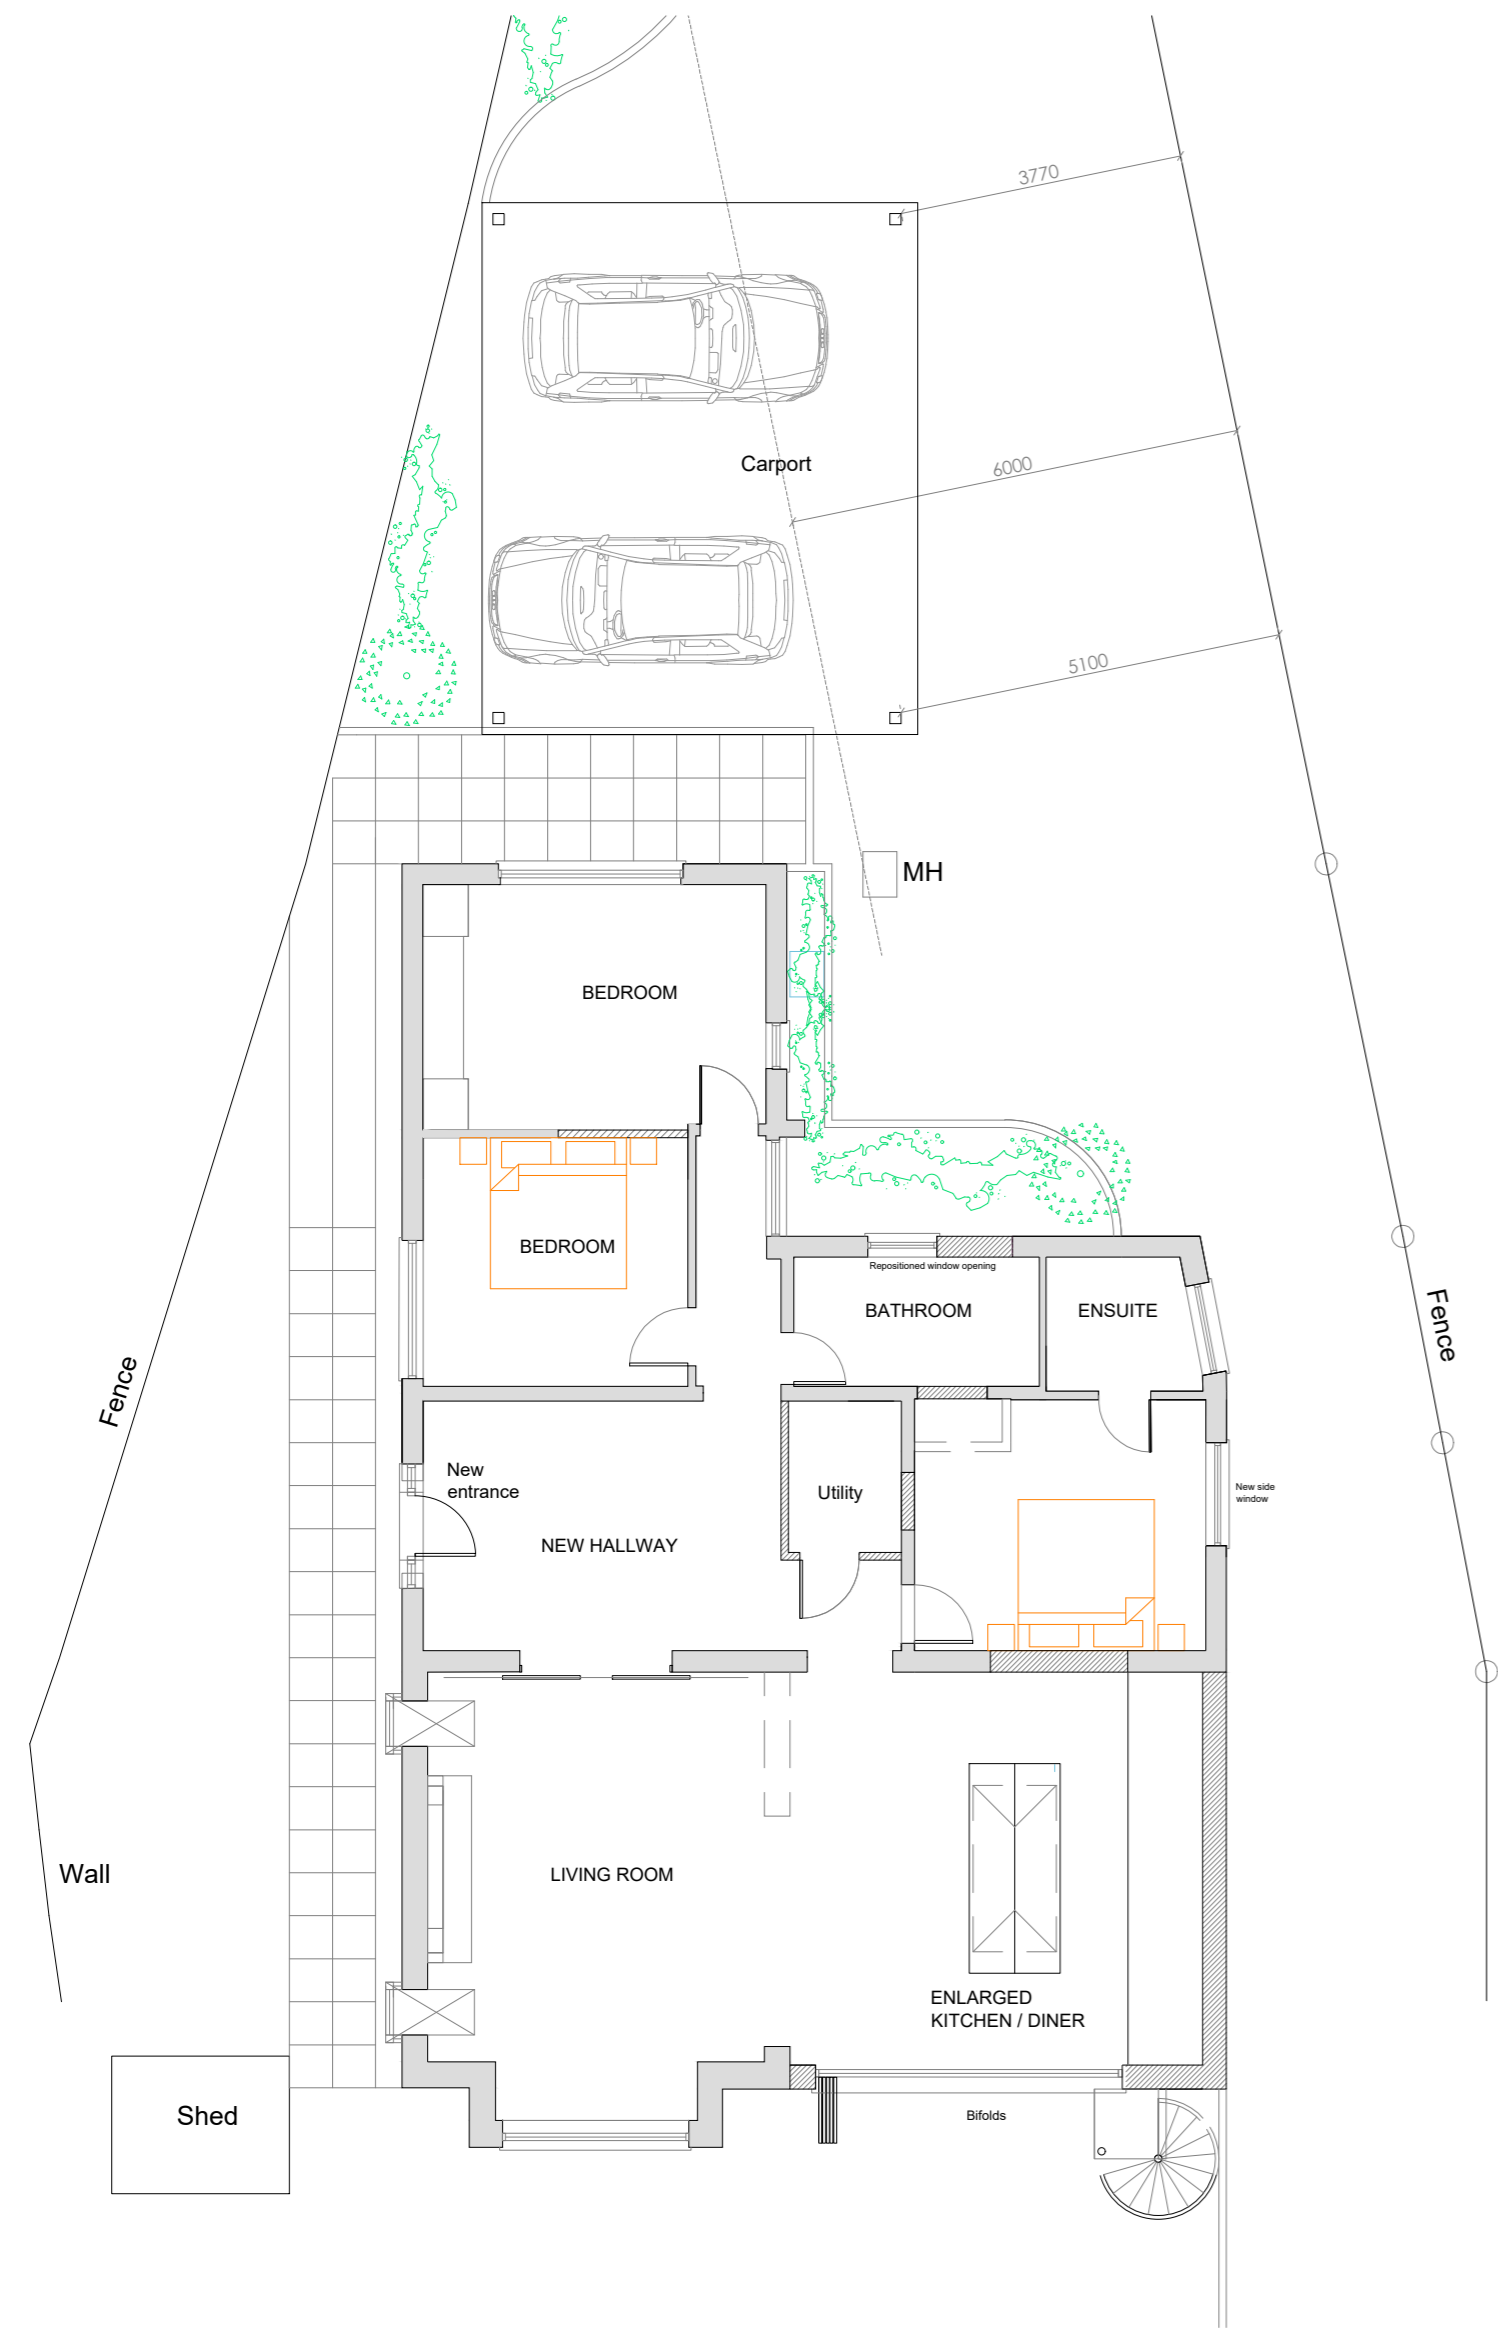 3770
6000
Carport
5100
MH
BEDROOM
BEDROOM
Repositioned window opening
BATHROOM
ENSUITE
Fence
Fence
New
entrance
Utility
New side
window
NEW HALLWAY
Wall
LIVING ROOM
ENLARGED
KITCHEN / DINER
Shed
Bifolds